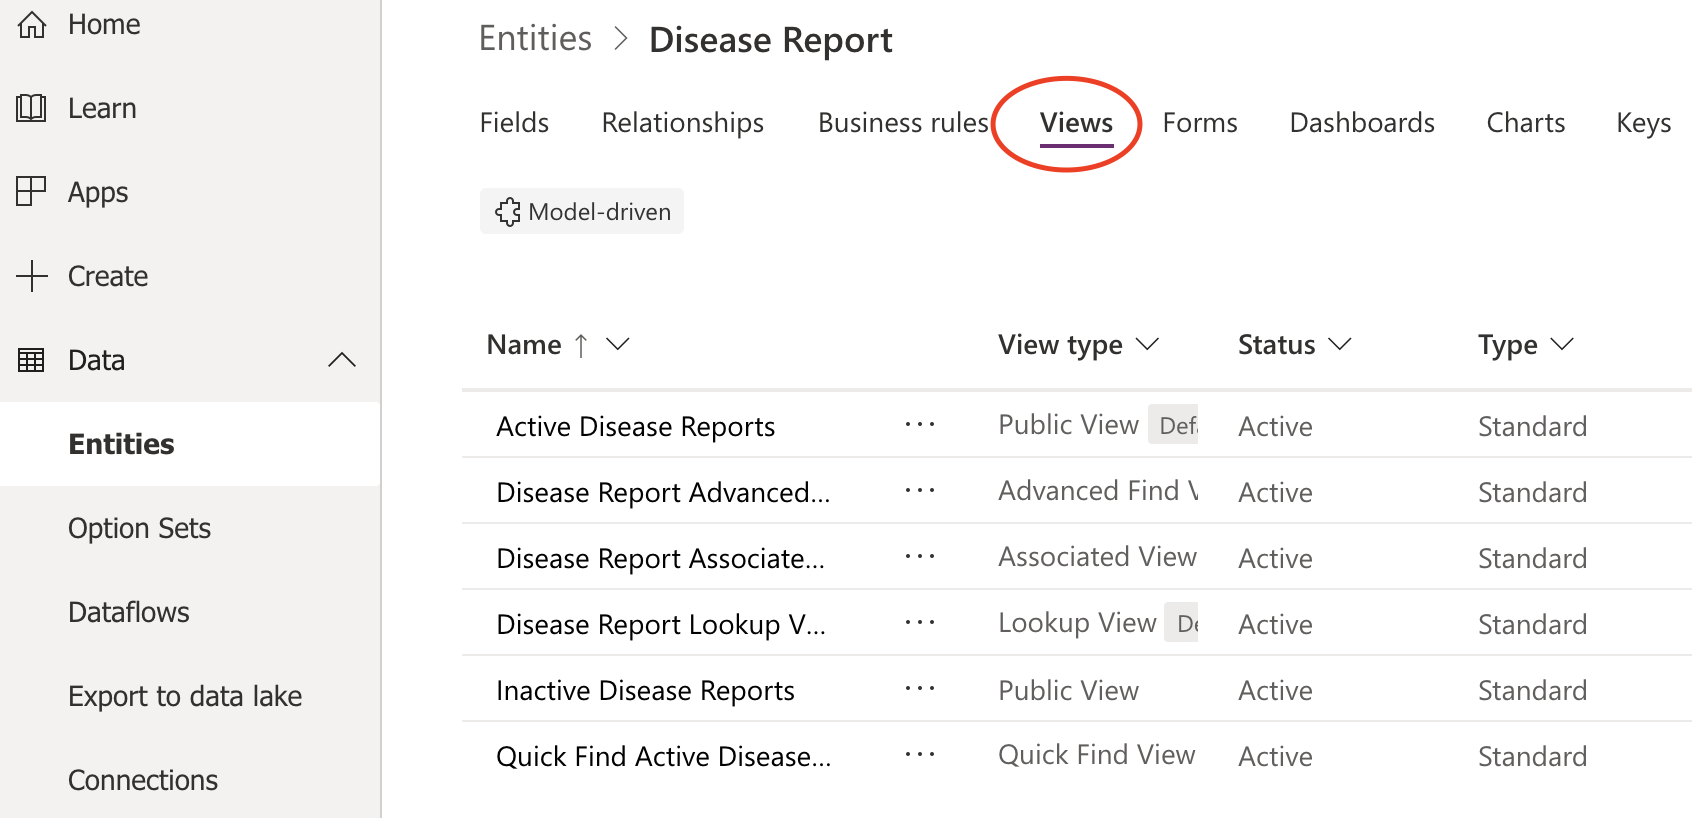 Home
Learn
Apps
Create
Data
Entities
Option Sets
Dataflows
Export to data lake
Connections
Entities > Disease Report
Fields Relationships Business rules Views Forms Dashboards Charts Keys
Model-driven
Name ↑ View type Status Type
Active Disease Reports ... Public View Defa Active Standard
Disease Report Advanced... ... Advanced Find V Active Standard
Disease Report Associate... ... Associated View Active Standard
Disease Report Lookup V... ... Lookup View De Active Standard
Inactive Disease Reports ... Public View Active Standard
Quick Find Active Disease... ... Quick Find View Active Standard